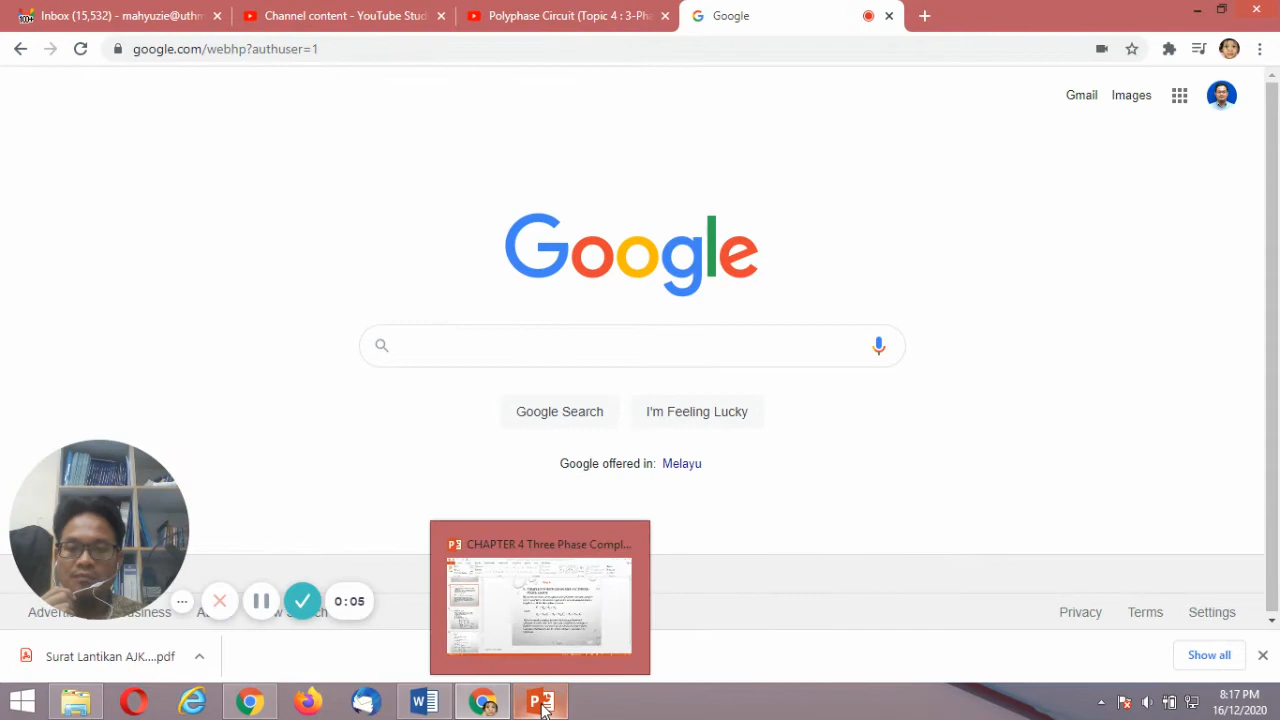 Inbox (15,532) - mahyuzie@uthm
Channel content - YouTube Stud
Polyphase Circuit (Topic 4 : 3-Pha
Google
google.com/webhp?authuser=1
Gmail Images
Google
Google Search I'm Feeling Lucky
Google offered in: Melayu
CHAPTER 4 Three Phase Compl...
0:05
Privacy Terms Settings
Surat Lantikan AJK....pdf
Show all
8:17 PM
16/12/2020